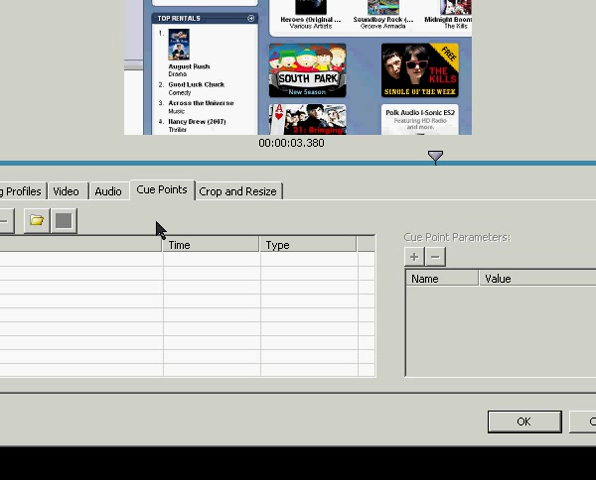 TOP RENTALS
Heroes (Original ...
Various Artists
Soundboy Rock (...
Groove Armada
Midnight Boom
The Kills
1.
August Rush
Drama
2. Good Luck Chuck
Comedy
3. Across the Universe
Music
4. Nancy Drew (2007)
Thriller
SOUTH PARK
New Season
FREE
THE
KILLS
SINGLE OF THE WEEK
A
21: Bringing
Polk Audio I-Sonic ES2
Featuring HD Radio
and more.
00:00:03.380
g Profiles
Video
Audio
Cue Points
Crop and Resize
Time
Type
Cue Point Parameters:
Name
Value
OK
C